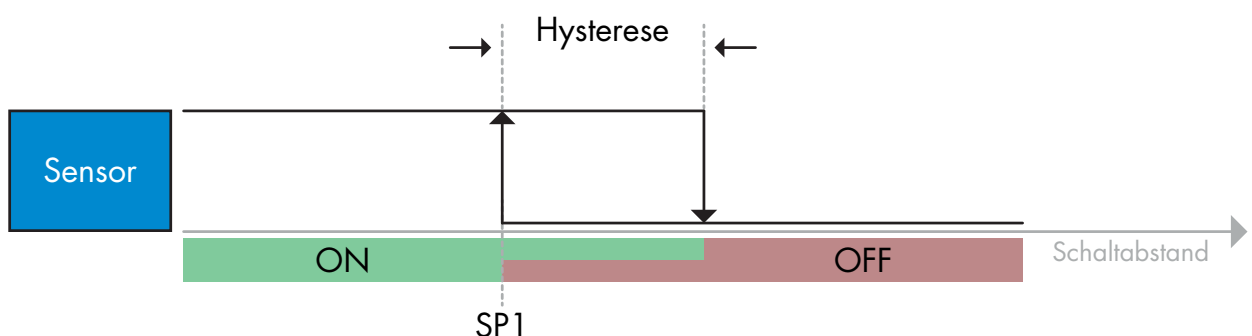 Hysterese
Sensor
ON
OFF
Schaltabstand
SP1